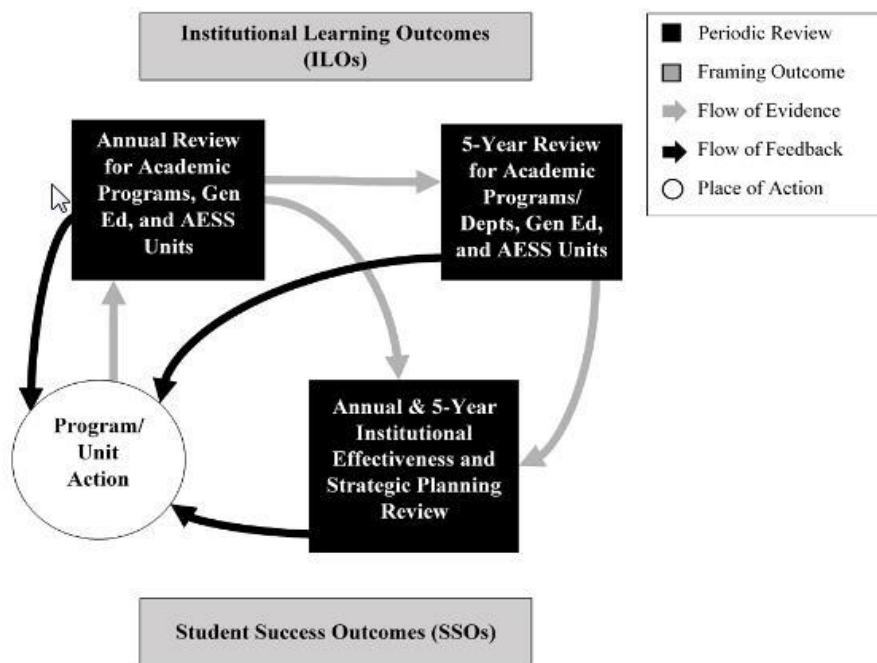 Institutional Learning Outcomes
(ILOs)
Periodic Review
Framing Outcome
Flow of Evidence
Flow of Feedback
Place of Action
Annual Review
for Academic
Programs, Gen
Ed, and AESS
Units
5-Year Review
for Academic
Programs/
Depts, Gen Ed,
and AESS Units
Program/
Unit
Action
Annual & 5-Year
Institutional
Effectiveness and
Strategic Planning
Review
Student Success Outcomes (SSOs)